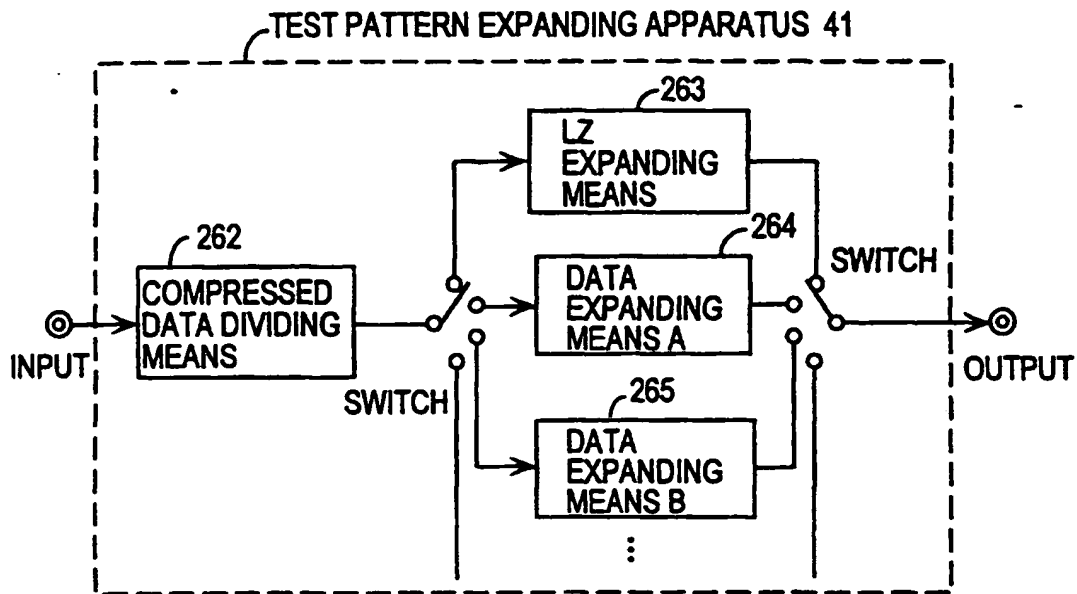 TEST PATTERN EXPANDING APPARATUS 41
263
LZ
EXPANDING
MEANS
262
264
SWITCH
COMPRESSED
DATA DIVIDING
MEANS
DATA
EXPANDING
MEANS A
INPUT
OUTPUT
SWITCH
265
DATA
EXPANDING
MEANS B